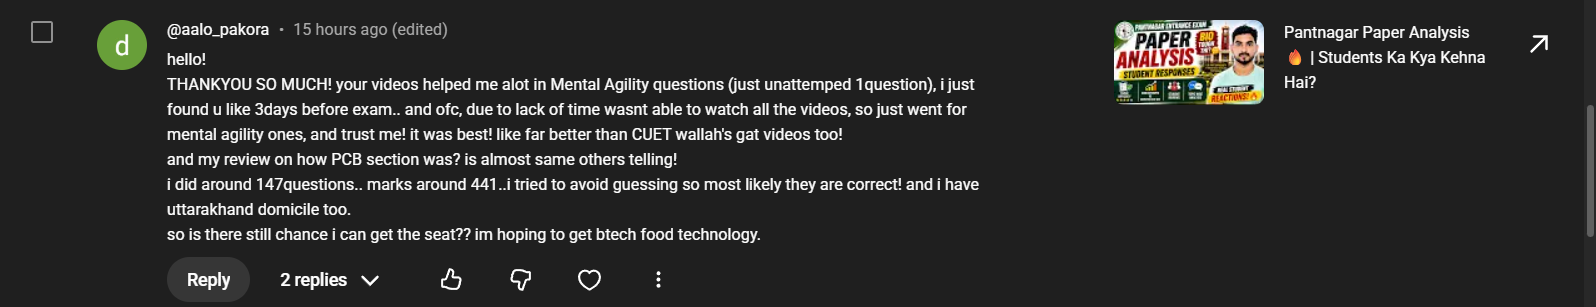 @aalo_pakora • 15 hours ago (edited)
hello!
THANKYOU SO MUCH! your videos helped me alot in Mental Agility questions (just unattemped 1question), i just
found u like 3days before exam.. and ofc, due to lack of time wasnt able to watch all the videos, so just went for
mental agility ones, and trust me! it was best! like far better than CUET wallah's gat videos too!
and my review on how PCB section was? is almost same others telling!
i did around 147questions.. marks around 441..i tried to avoid guessing so most likely they are correct! and i have
uttarakhand domicile too.
so is there still chance i can get the seat?? im hoping to get btech food technology.
Reply
2 replies
d
PANTNAGAR ENTRANCE EXAM
PAPER
ANALYSIS
STUDENT RESPONSES
BIO
REACTIONS!
Pantnagar Paper Analysis
🔥 | Students Ka Kya Kehna
Hai?